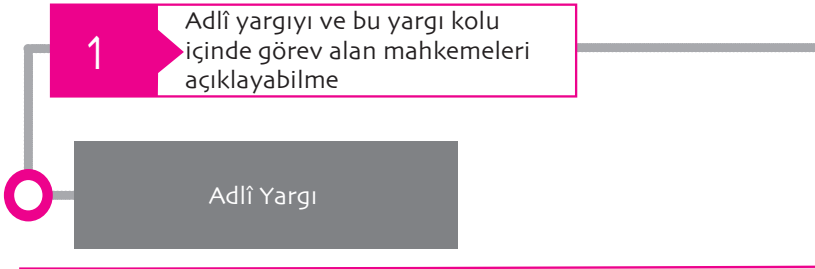 1
Adlî yargıyı ve bu yargı kolu
içinde görev alan mahkemeleri
açıklayabilme
Adlî Yargı